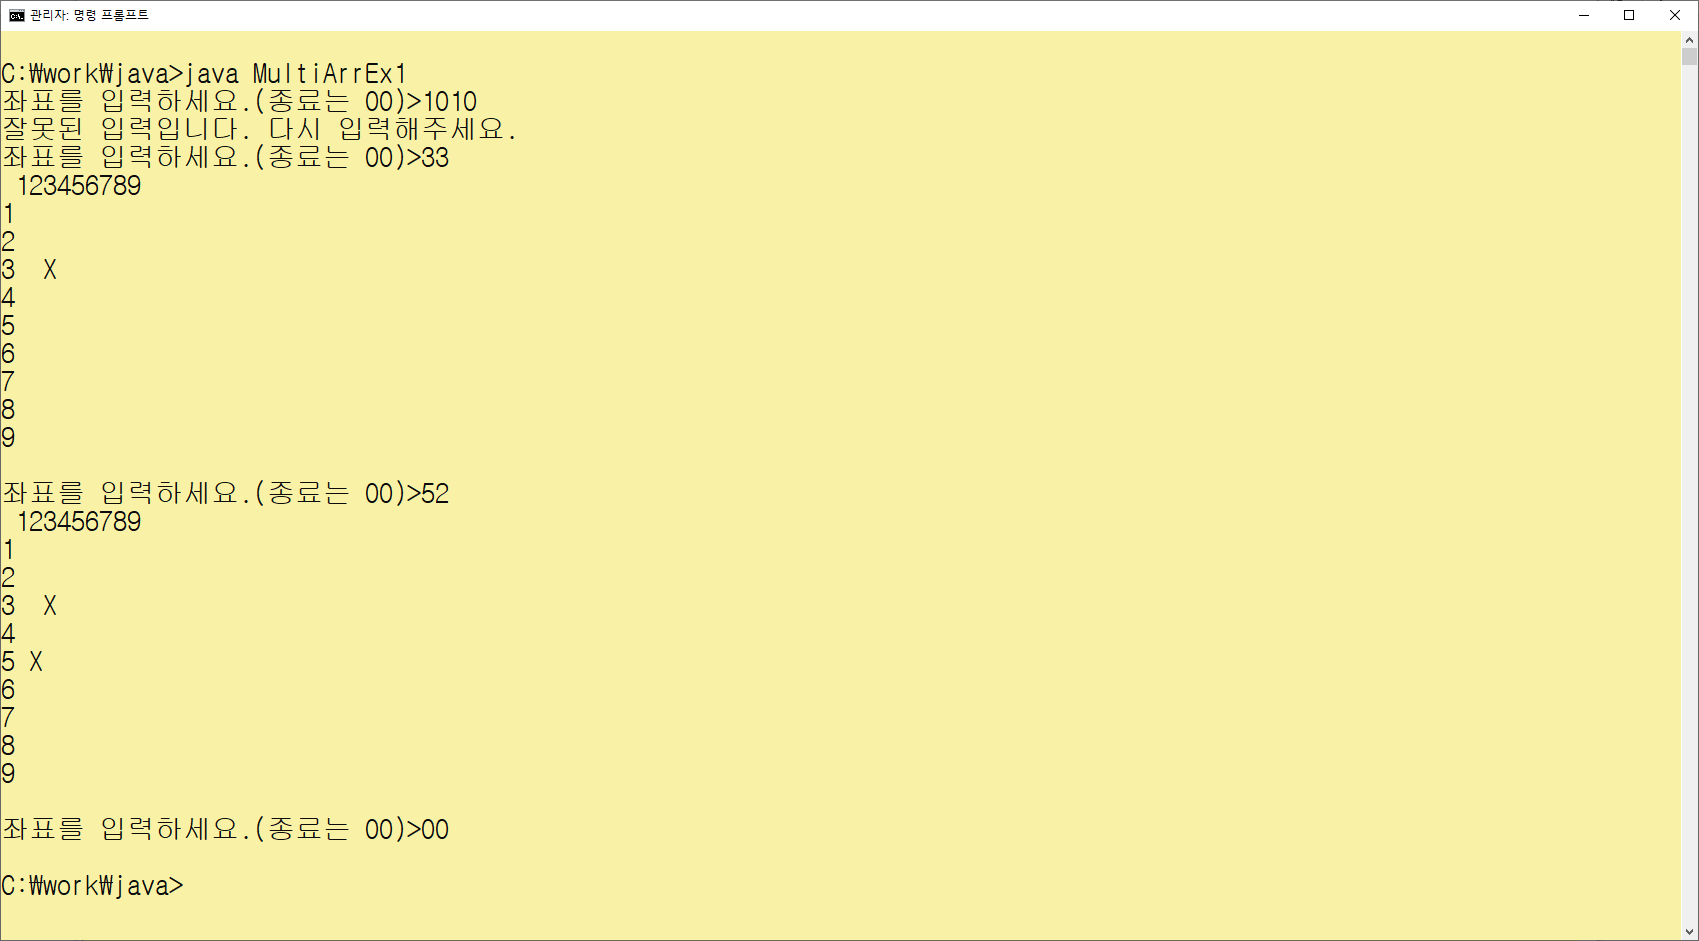 관리자: 명령 프롬프트
C:\work\java>java MultiArrEx1
좌표를 입력하세요.(종료는 00)>1010
잘못된 입력입니다. 다시 입력해주세요.
좌표를 입력하세요.(종료는 00)>33
 123456789
1
2
3  X
4
5
6
7
8
9
좌표를 입력하세요.(종료는 00)>52
 123456789
1
2
3  X
4
5 X
6
7
8
9
좌표를 입력하세요.(종료는 00)>00
C:\work\java>